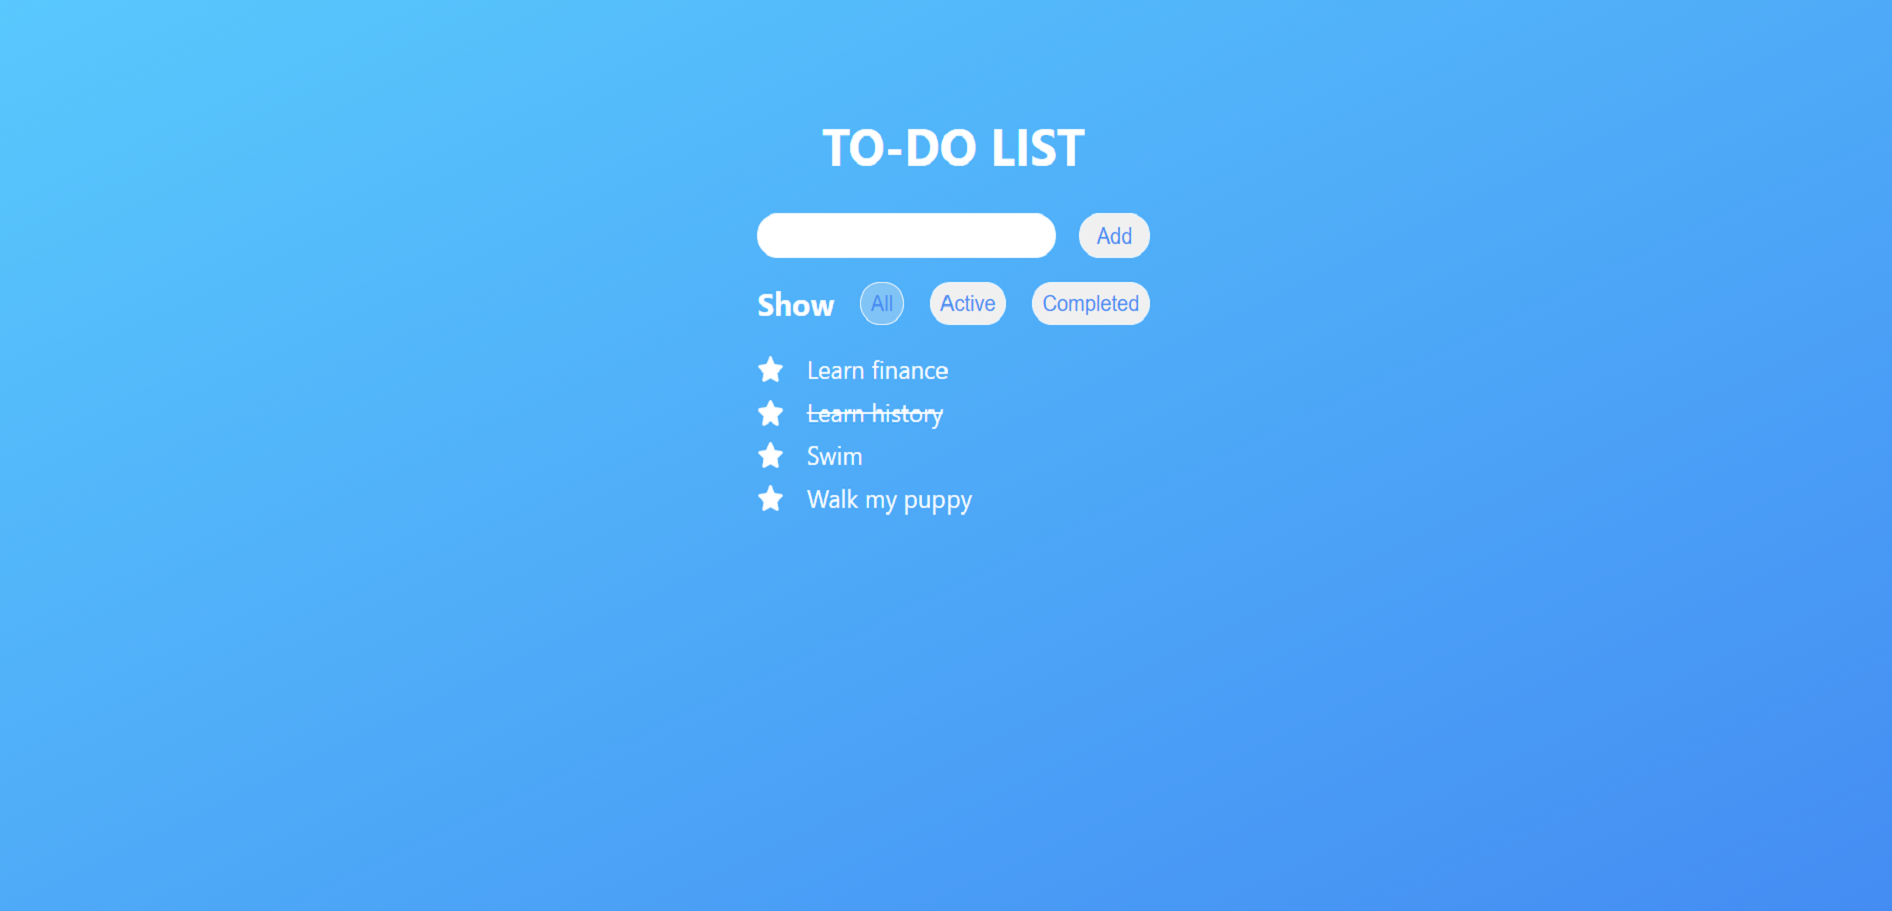 TO-DO LIST
Add
Show All Active Completed
Learn finance
Learn history
Swim
Walk my puppy